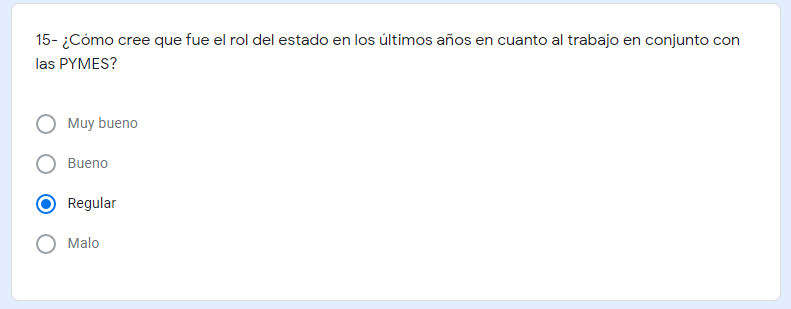 15- ¿Cómo cree que fue el rol del estado en los últimos años en cuanto al trabajo en conjunto con
las PYMES?
Muy bueno
Bueno
Regular
Malo